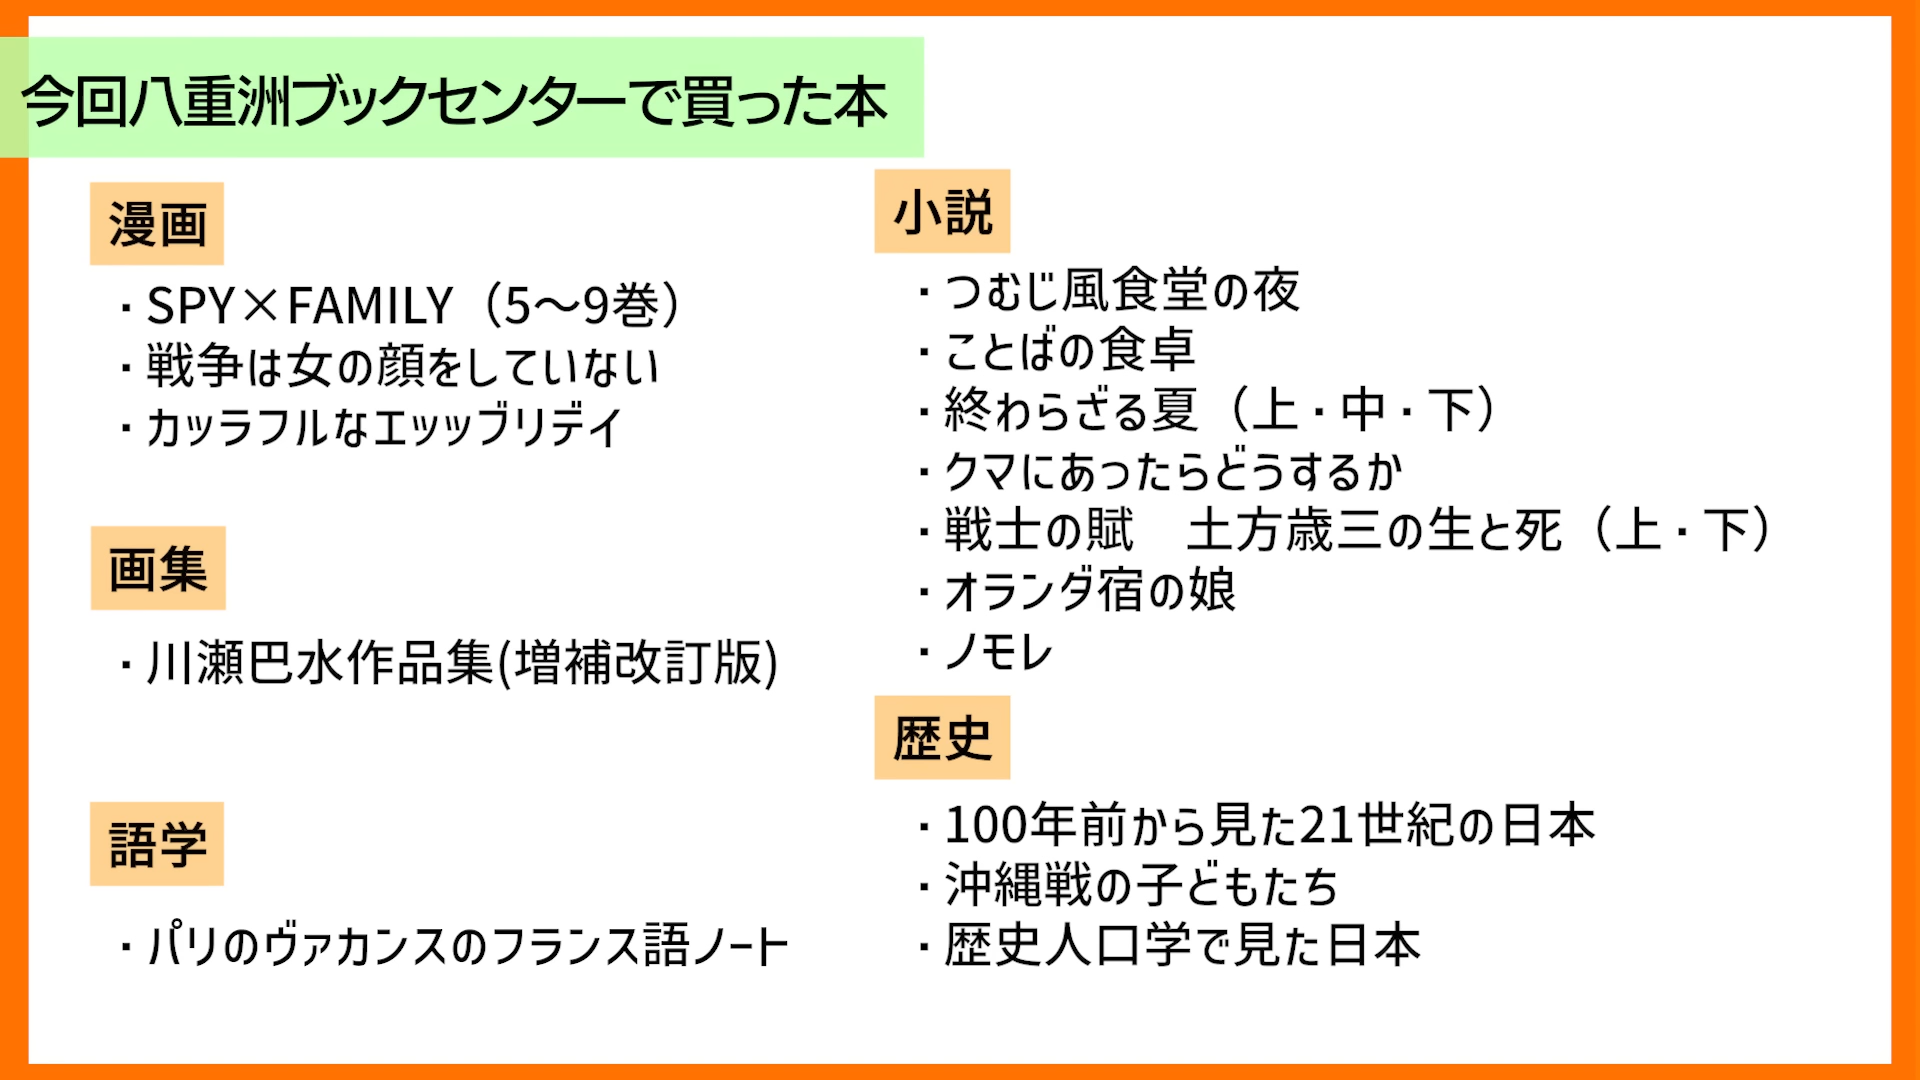 今回八重洲ブックセンターで買った本
漫画
・SPY×FAMILY（5～9巻）
・戦争は女の顔をしていない
・カッラフルなエッッブリデイ
画集
・川瀬巴水作品集(増補改訂版)
語学
・パリのヴァカンスのフランス語ノート
小説
・つむじ風食堂の夜
・ことばの食卓
・終わらざる夏（上・中・下）
・クマにあったらどうするか
・戦士の賦　土方歳三の生と死（上・下）
・オランダ宿の娘
・ノモレ
歴史
・100年前から見た21世紀の日本
・沖縄戦の子どもたち
・歴史人口学で見た日本